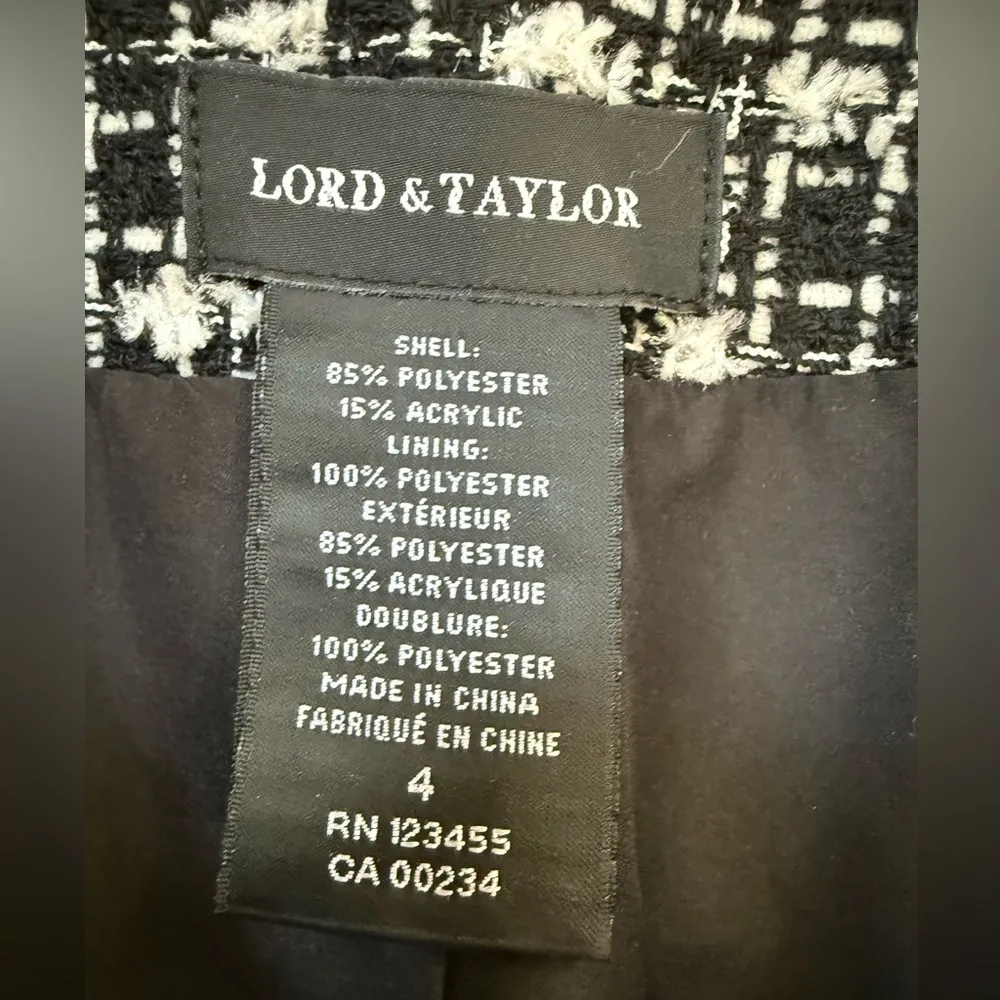 LORD & TAYLOR
SHELL:
85% POLYESTER
15% ACRYLIC
LINING:
100% POLYESTER
EXTÉRIEUR
85% POLYESTER
15% ACRYLIQUE
DOUBLURE:
100% POLYESTER
MADE IN CHINA
FABRIQUÉ EN CHINE
4
RN 123455
CA 00234